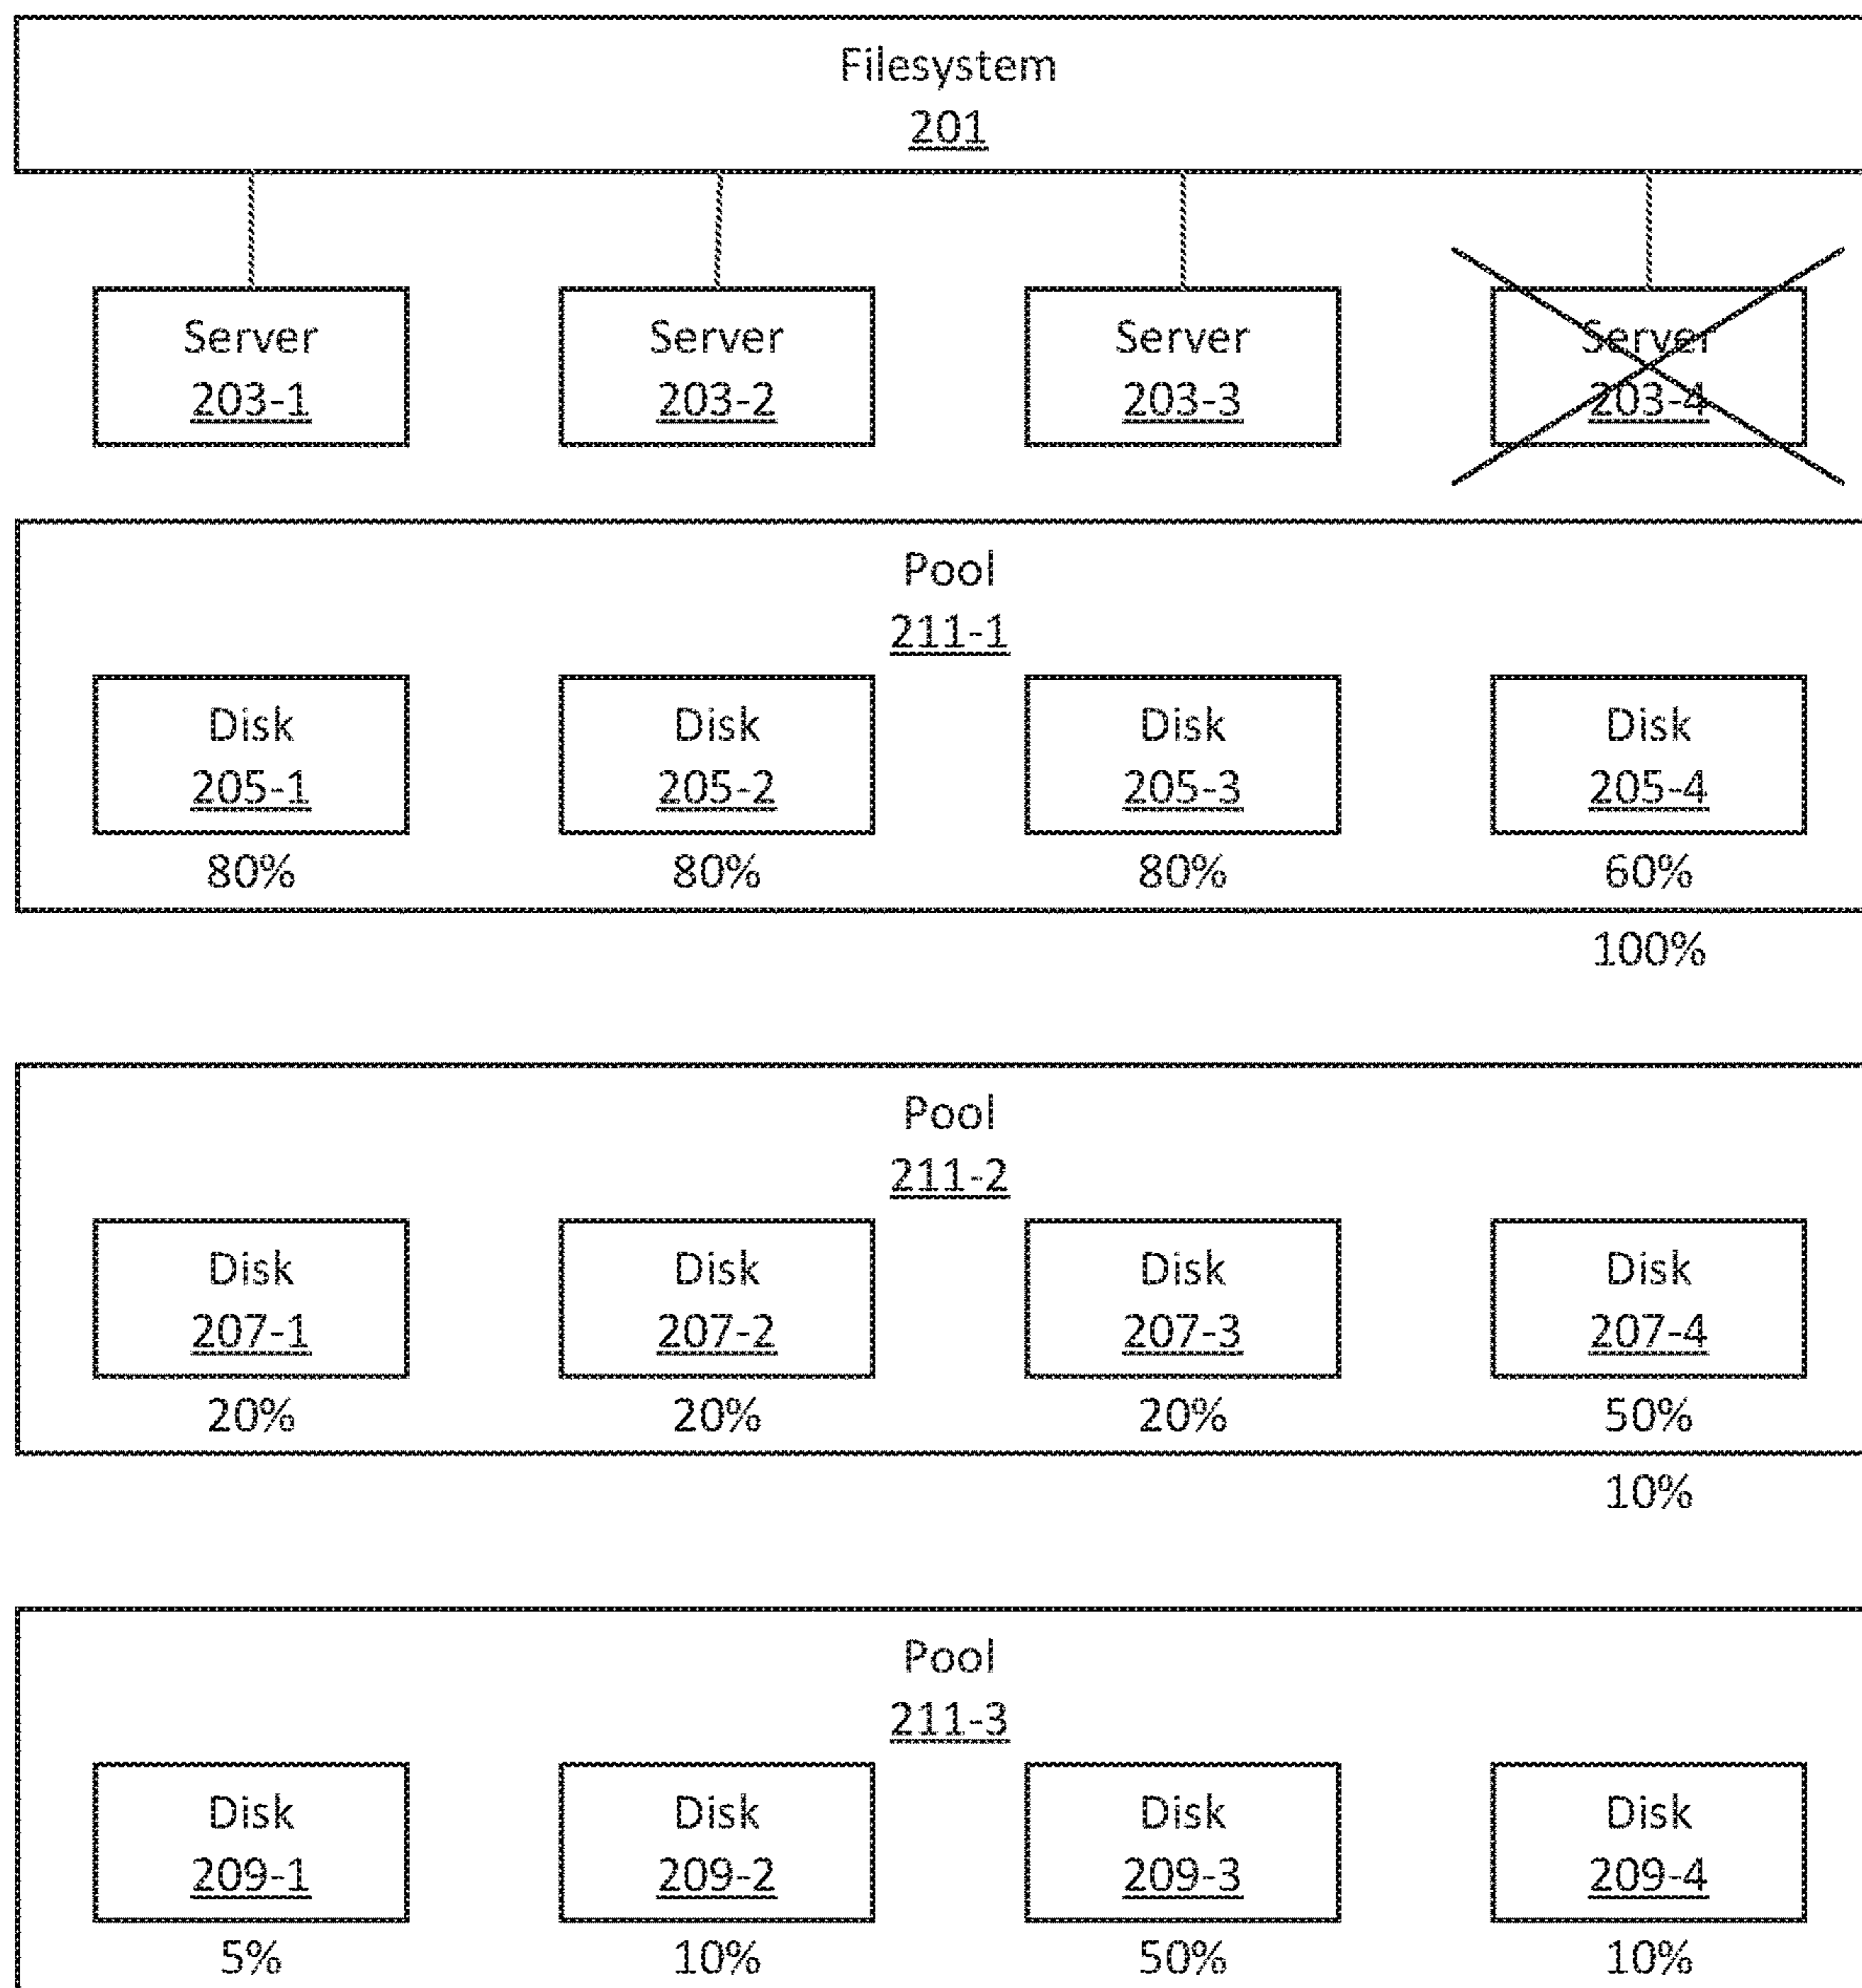 Filesystem
201
Server Server Server Server
203-1 203-2 203-3 203-4
Pool
211-1
Disk Disk Disk Disk
205-1 205-2 205-3 205-4
80% 80% 80% 60%
100%
Pool
211-2
Disk Disk Disk Disk
207-1 207-2 207-3 207-4
20% 20% 20% 50%
10%
Pool
211-3
Disk Disk Disk Disk
209-1 209-2 209-3 209-4
5% 10% 50% 10%